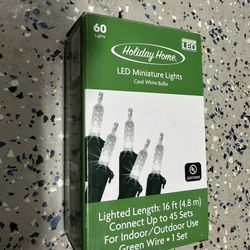 60
Lights
LED
Holiday Home
LED Miniature Lights
Cool White Bulbs
Lighted Length: 16 ft (4.8 m)
Connect Up to 45 Sets
For Indoor/Outdoor Use
Green Wire • 1 Set